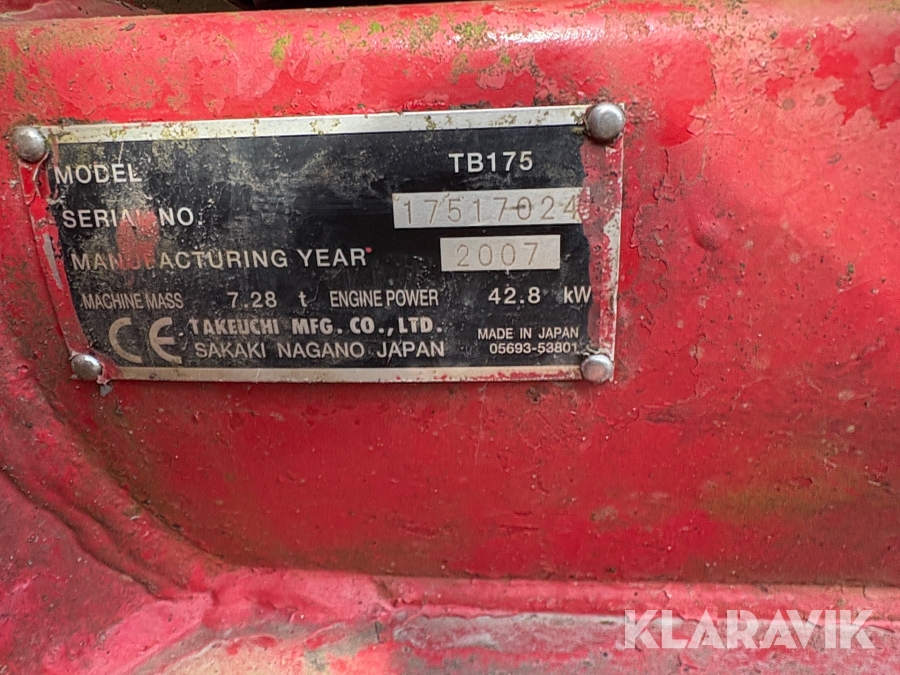 MODEL TB175
SERIAL NO. 17517024
MANUFACTURING YEAR 2007
MACHINE MASS 7.28 t ENGINE POWER 42.8 kW
CE TAKEUCHI MFG. CO., LTD. MADE IN JAPAN
SAKAKI NAGANO JAPAN 05693-53801
KLARAVIK